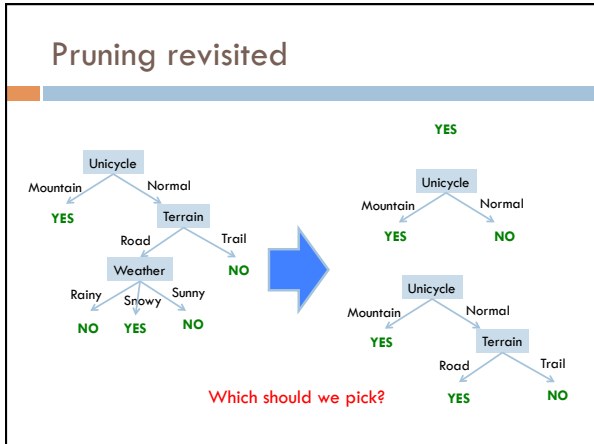 Pruning revisited
Unicycle
Mountain Normal
YES
Terrain
Road Trail
NO
Weather
Rainy Snowy Sunny
NO YES NO
YES
Unicycle
Mountain Normal
YES NO
Unicycle
Mountain Normal
YES
Terrain
Road Trail
YES NO
Which should we pick?